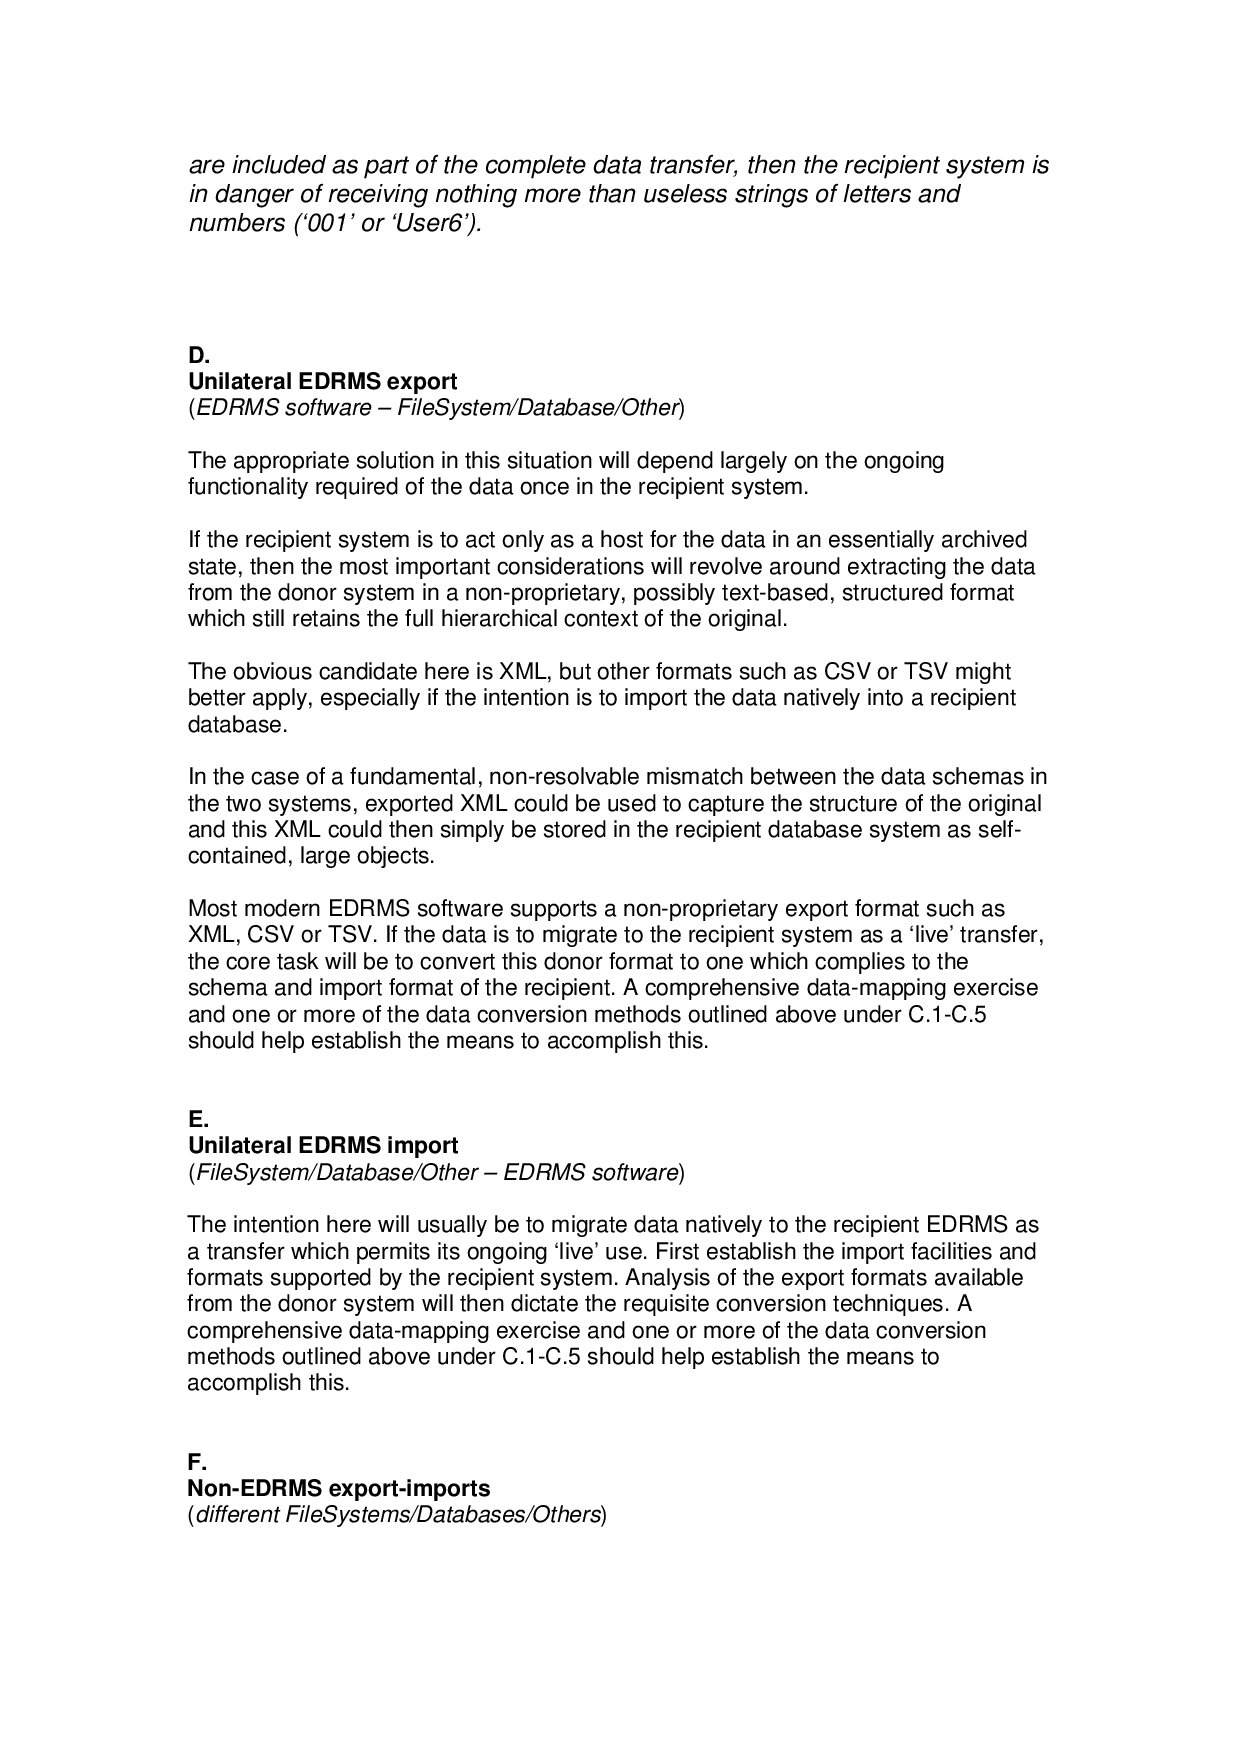 are included as part of the complete data transfer, then the recipient system is
in danger of receiving nothing more than useless strings of letters and
numbers (‘001’ or ‘User6’).
D.
Unilateral EDRMS export
(EDRMS software – FileSystem/Database/Other)
The appropriate solution in this situation will depend largely on the ongoing
functionality required of the data once in the recipient system.
If the recipient system is to act only as a host for the data in an essentially archived
state, then the most important considerations will revolve around extracting the data
from the donor system in a non-proprietary, possibly text-based, structured format
which still retains the full hierarchical context of the original.
The obvious candidate here is XML, but other formats such as CSV or TSV might
better apply, especially if the intention is to import the data natively into a recipient
database.
In the case of a fundamental, non-resolvable mismatch between the data schemas in
the two systems, exported XML could be used to capture the structure of the original
and this XML could then simply be stored in the recipient database system as self-
contained, large objects.
Most modern EDRMS software supports a non-proprietary export format such as
XML, CSV or TSV. If the data is to migrate to the recipient system as a ‘live’ transfer,
the core task will be to convert this donor format to one which complies to the
schema and import format of the recipient. A comprehensive data-mapping exercise
and one or more of the data conversion methods outlined above under C.1-C.5
should help establish the means to accomplish this.
E.
Unilateral EDRMS import
(FileSystem/Database/Other – EDRMS software)
The intention here will usually be to migrate data natively to the recipient EDRMS as
a transfer which permits its ongoing ‘live’ use. First establish the import facilities and
formats supported by the recipient system. Analysis of the export formats available
from the donor system will then dictate the requisite conversion techniques. A
comprehensive data-mapping exercise and one or more of the data conversion
methods outlined above under C.1-C.5 should help establish the means to
accomplish this.
F.
Non-EDRMS export-imports
(different FileSystems/Databases/Others)